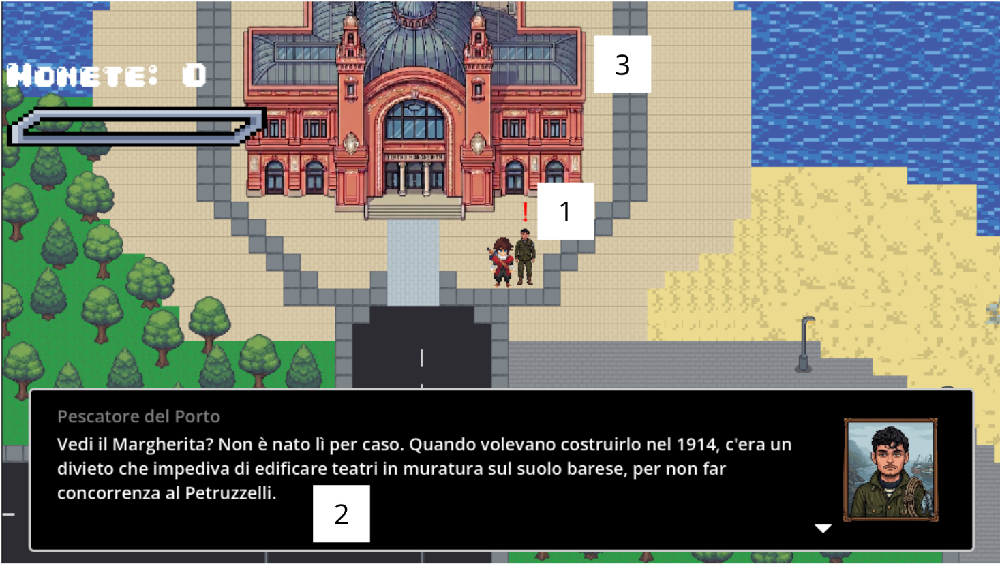 3
MONETE: 0
TEATRO MARGHERITA
!
1
Pescatore del Porto
Vedi il Margherita? Non è nato lì per caso. Quando volevano costruirlo nel 1914, c'era un
divieto che impediva di edificare teatri in muratura sul suolo barese, per non far
concorrenza al Petruzzelli.
2